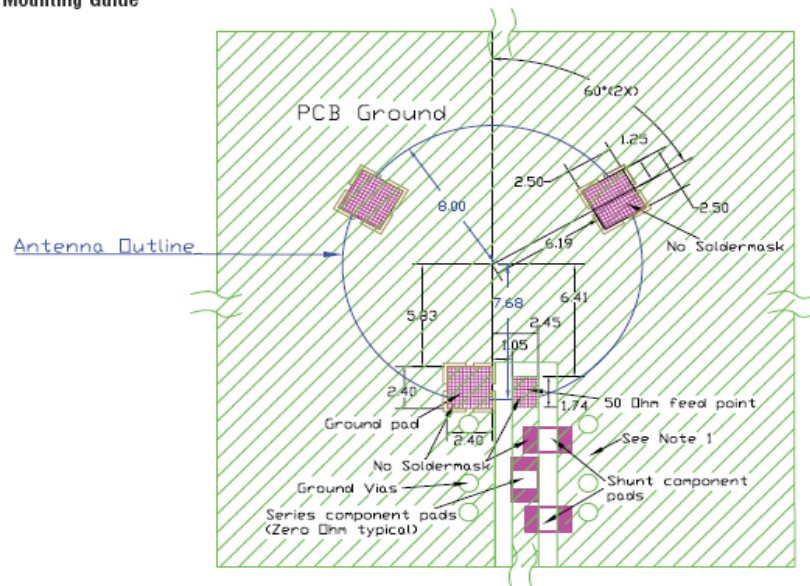 Mounting Guide
60°(2X)
PCB Ground
1.25
2.50
8.00
2.50
Antenna Outline
No Soldermask
6.19
7.68
6.41
5.83
2.45
1.05
2.40
1.74
50 Ohm feed point
Ground pad
2.40
See Note 1
No Soldermask
Ground Vias
Shunt component
pads
Series component pads
(Zero Ohm typical)